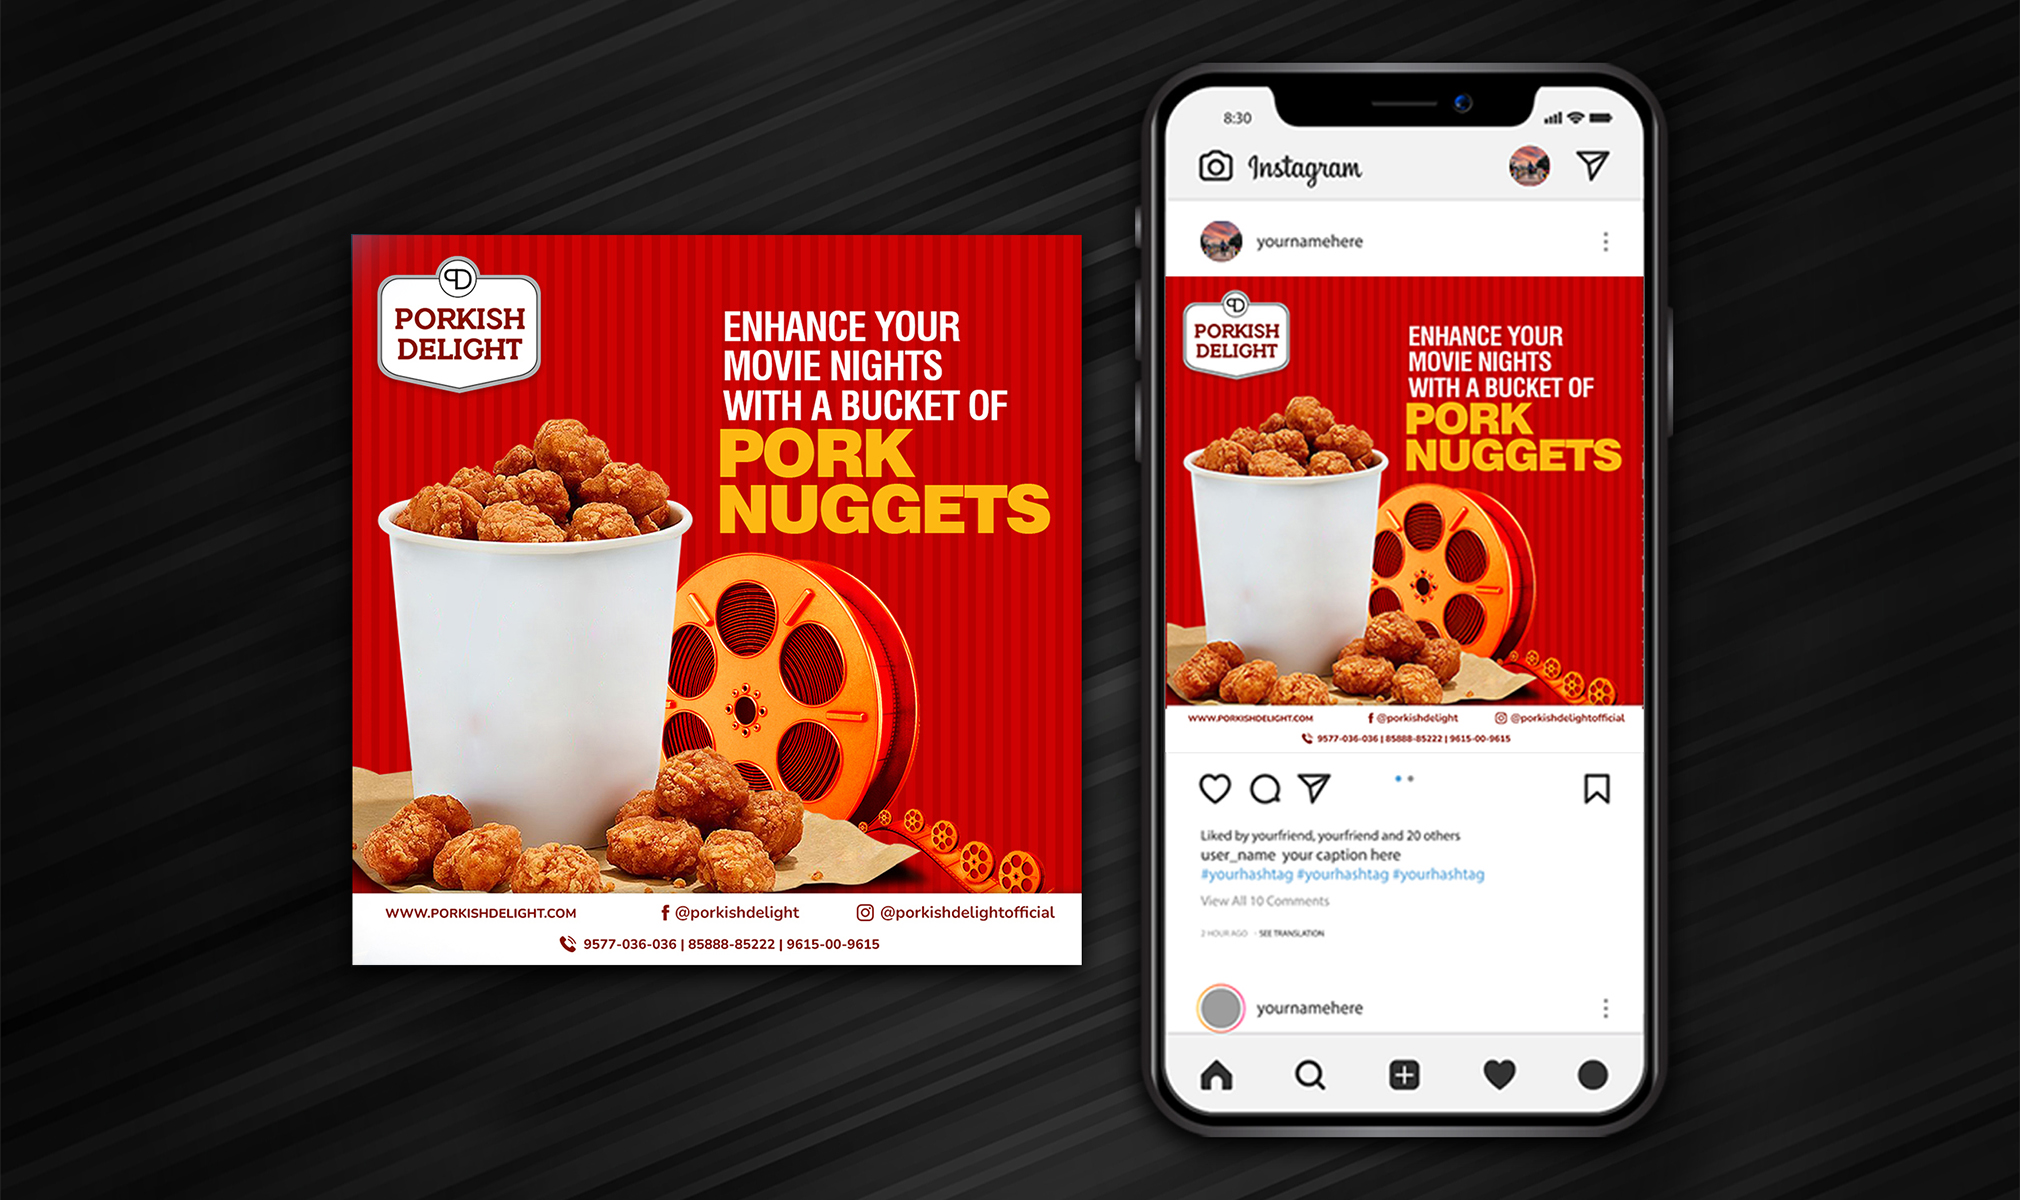 PD
PORKISH
DELIGHT
ENHANCE YOUR
MOVIE NIGHTS
WITH A BUCKET OF
PORK
NUGGETS
WWW.PORKISHDELIGHT.COM @porkishdelight @porkishdelightofficial
9577-036-036 | 85888-85222 | 9615-00-9615
8:30
Instagram
yournamehere
PD
PORKISH
DELIGHT
ENHANCE YOUR
MOVIE NIGHTS
WITH A BUCKET OF
PORK
NUGGETS
WWW.PORKISHDELIGHT.COM @porkishdelight @porkishdelightofficial
9577-036-036 | 85888-85222 | 9615-00-9615
Liked by yourfriend, yourfriend and 20 others
user_name your caption here
#yourhashtag #yourhashtag #yourhashtag
View All 10 Comments
2 HOUR AGO · SEE TRANSLATION
yournamehere